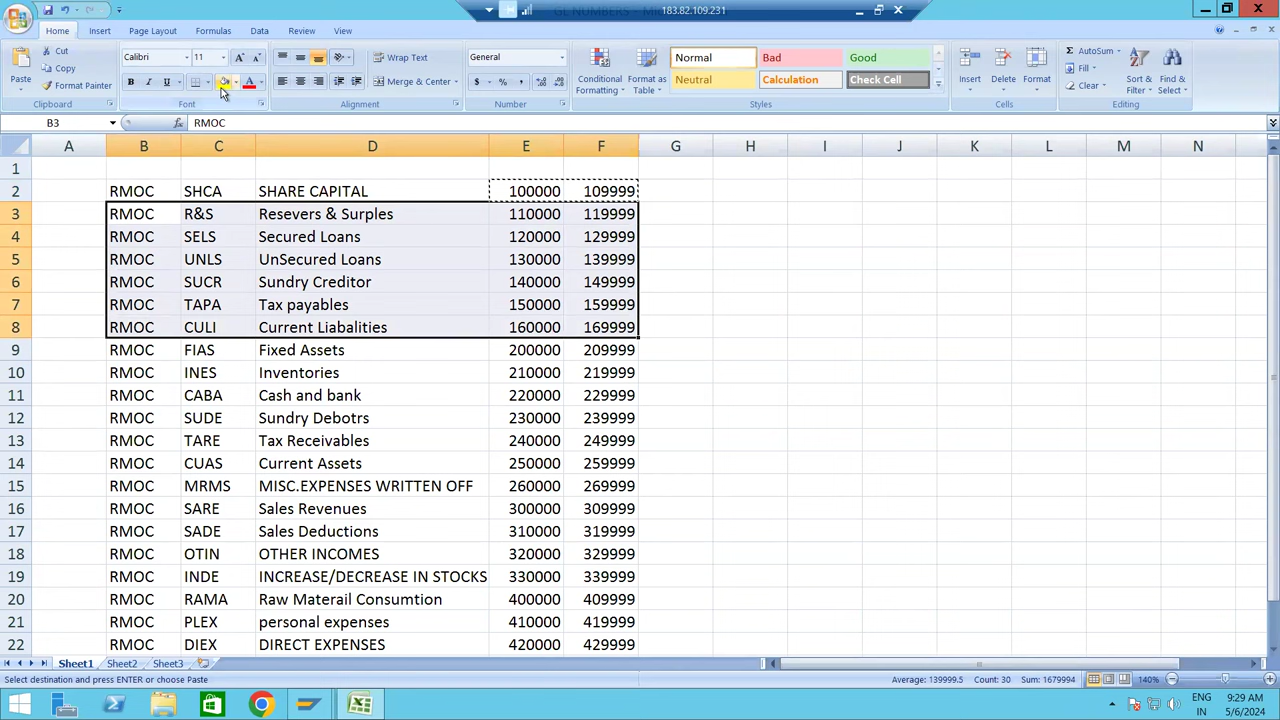 183.82.109.231
Home Insert Page Layout Formulas Data Review View
Paste
Cut
Copy
Format Painter
Clipboard
Calibri 11
B I U
Font
Wrap Text
Merge & Center
Alignment
General
$ % ,
Number
Conditional Formatting
Format as Table
Normal Bad Good
Neutral Calculation Check Cell
Styles
Insert Delete Format
Cells
AutoSum
Fill
Clear
Sort & Filter
Find & Select
Editing
B3 fx RMOC
A B C D E F G H I J K L M N
1
2 RMOC SHCA SHARE CAPITAL 100000 109999
3 RMOC R&S Resevers & Surples 110000 119999
4 RMOC SELS Secured Loans 120000 129999
5 RMOC UNLS UnSecured Loans 130000 139999
6 RMOC SUCR Sundry Creditor 140000 149999
7 RMOC TAPA Tax payables 150000 159999
8 RMOC CULI Current Liabalities 160000 169999
9 RMOC FIAS Fixed Assets 200000 209999
10 RMOC INES Inventories 210000 219999
11 RMOC CABA Cash and bank 220000 229999
12 RMOC SUDE Sundry Debotrs 230000 239999
13 RMOC TARE Tax Receivables 240000 249999
14 RMOC CUAS Current Assets 250000 259999
15 RMOC MRMS MISC.EXPENSES WRITTEN OFF 260000 269999
16 RMOC SARE Sales Revenues 300000 309999
17 RMOC SADE Sales Deductions 310000 319999
18 RMOC OTIN OTHER INCOMES 320000 329999
19 RMOC INDE INCREASE/DECREASE IN STOCKS 330000 339999
20 RMOC RAMA Raw Materail Consumtion 400000 409999
21 RMOC PLEX personal expenses 410000 419999
22 RMOC DIEX DIRECT EXPENSES 420000 429999
Sheet1 Sheet2 Sheet3
Select destination and press ENTER or choose Paste Average: 139999.5 Count: 30 Sum: 1679994 140%
ENG 9:29 AM
IN 5/6/2024